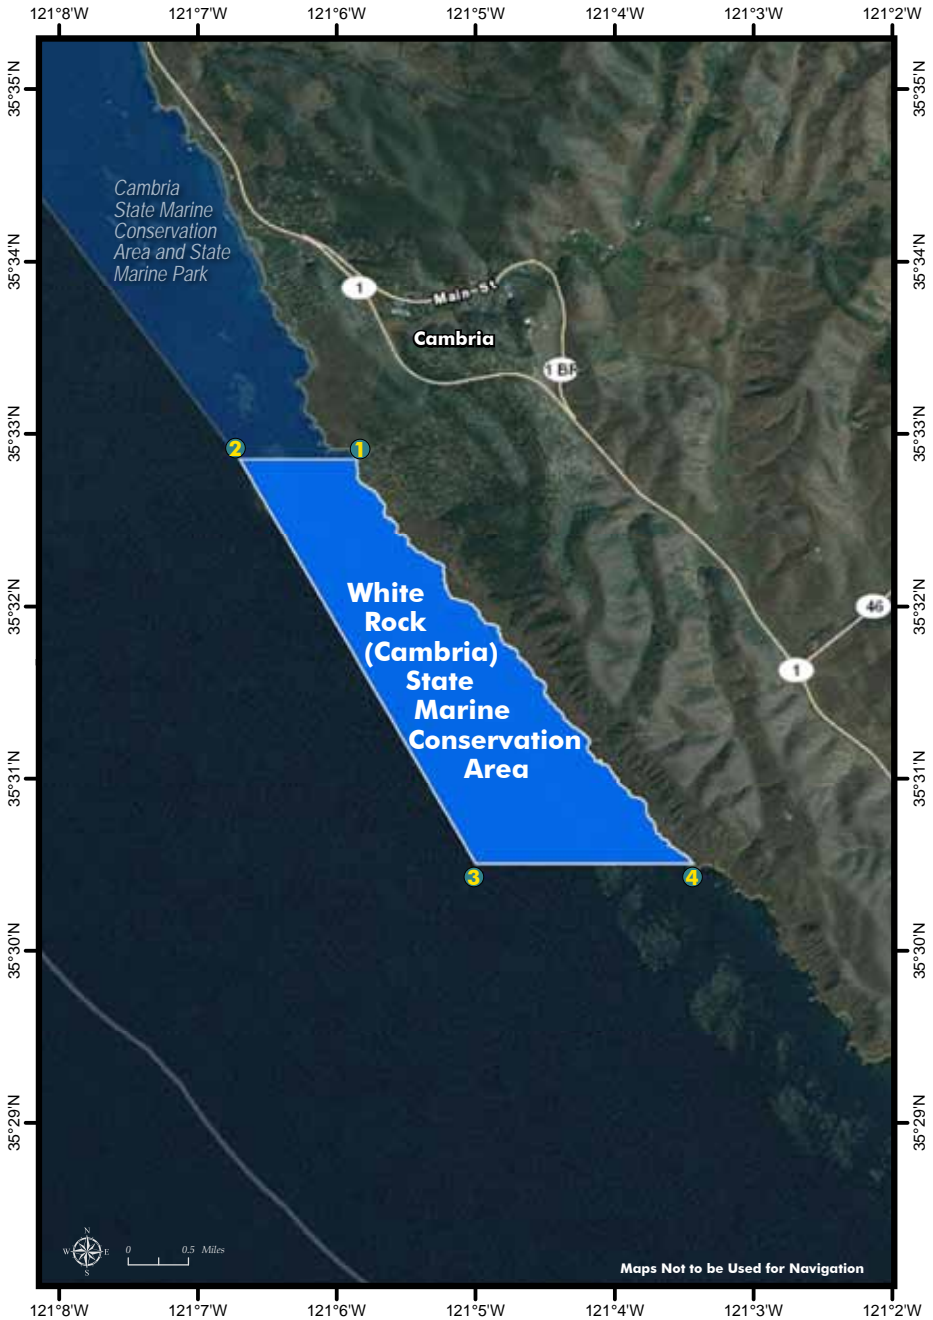 121°8'W 121°7'W 121°6'W 121°5'W 121°4'W 121°3'W 121°2'W
35°35'N 35°35'N
Cambria
State Marine
Conservation
Area and State
Marine Park
35°34'N 35°34'N
1
Main St
Cambria
1 BR
35°33'N 35°33'N
2 1
White
Rock
(Cambria)
State
Marine
Conservation
Area
35°32'N 35°32'N
46
1
35°31'N 35°31'N
3 4
35°30'N 35°30'N
35°29'N 35°29'N
N
W E
S
0 0.5 Miles
Maps Not to be Used for Navigation
121°8'W 121°7'W 121°6'W 121°5'W 121°4'W 121°3'W 121°2'W